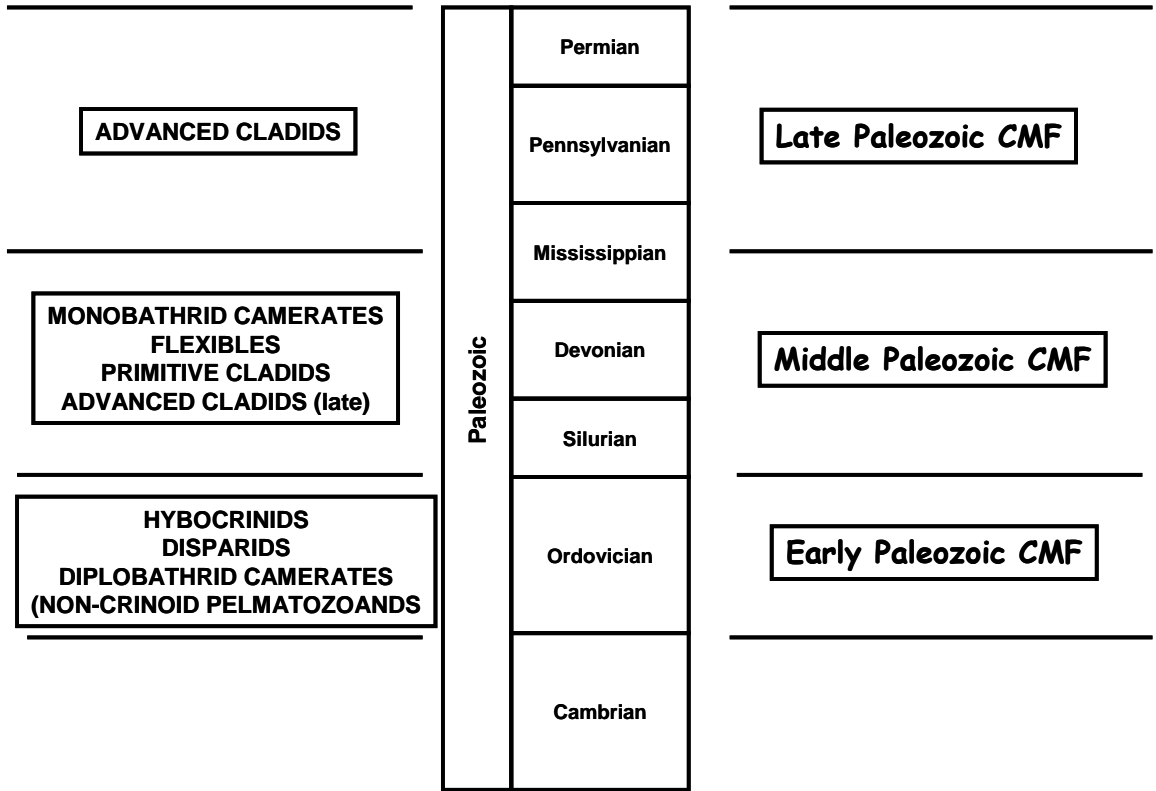 ADVANCED CLADIDS
MONOBATHRID CAMERATES
FLEXIBLES
PRIMITIVE CLADIDS
ADVANCED CLADIDS (late)
HYBOCRINIDS
DISPARIDS
DIPLOBATHRID CAMERATES
(NON-CRINOID PELMATOZOANDS
Paleozoic
Permian
Pennsylvanian
Mississippian
Devonian
Silurian
Ordovician
Cambrian
Late Paleozoic CMF
Middle Paleozoic CMF
Early Paleozoic CMF